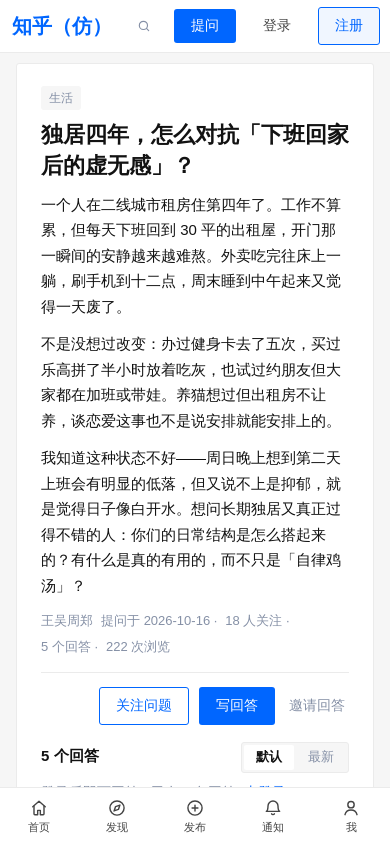 知乎（仿）
提问
登录
注册
生活
独居四年，怎么对抗「下班回家
后的虚无感」？
一个人在二线城市租房住第四年了。工作不算
累，但每天下班回到 30 平的出租屋，开门那
一瞬间的安静越来越难熬。外卖吃完往床上一
躺，刷手机到十二点，周末睡到中午起来又觉
得一天废了。
不是没想过改变：办过健身卡去了五次，买过
乐高拼了半小时放着吃灰，也试过约朋友但大
家都在加班或带娃。养猫想过但出租房不让
养，谈恋爱这事也不是说安排就能安排上的。
我知道这种状态不好——周日晚上想到第二天
上班会有明显的低落，但又说不上是抑郁，就
是觉得日子像白开水。想问长期独居又真正过
得不错的人：你们的日常结构是怎么搭起来
的？有什么是真的有用的，而不只是「自律鸡
汤」？
王吴周郑 提问于 2026-10-16 · 18 人关注 ·
5 个回答 · 222 次浏览
关注问题
写回答
邀请回答
5 个回答
默认
最新
首页
发现
发布
通知
我